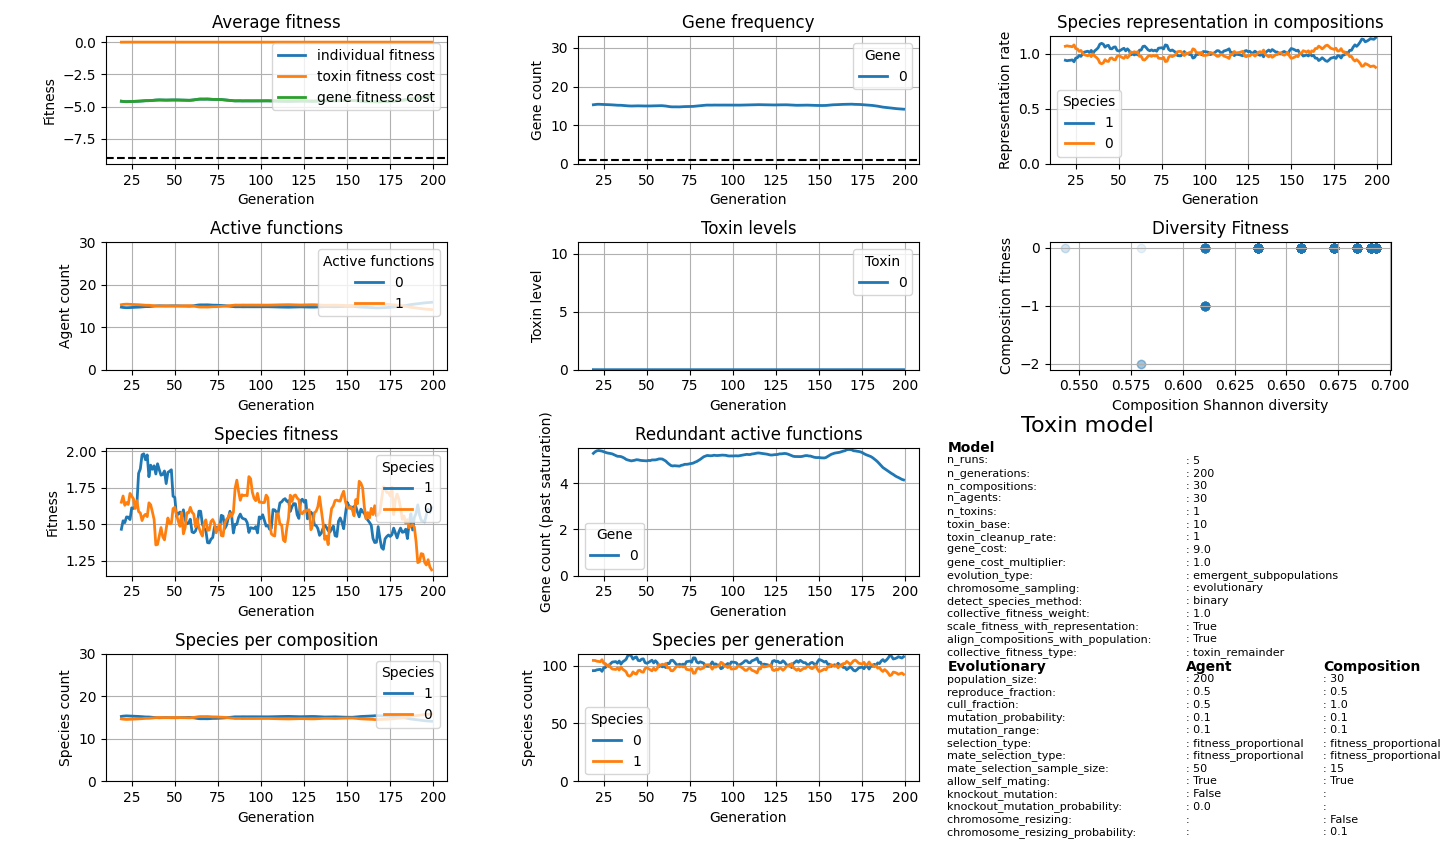 Average fitness
Fitness
0.0
−2.5
−5.0
−7.5
individual fitness
toxin fitness cost
gene fitness cost
25 50 75 100 125 150 175 200
Generation
Gene frequency
Gene count
30
20
10
0
Gene
0
25 50 75 100 125 150 175 200
Generation
Species representation in compositions
Representation rate
1.0
0.5
0.0
Species
1
0
25 50 75 100 125 150 175 200
Generation
Active functions
Agent count
30
20
10
0
Active functions
0
1
25 50 75 100 125 150 175 200
Generation
Toxin levels
Toxin level
10
5
0
Toxin
0
25 50 75 100 125 150 175 200
Generation
Diversity Fitness
Composition fitness
0
−1
−2
0.550 0.575 0.600 0.625 0.650 0.675 0.700
Composition Shannon diversity
Species fitness
Fitness
2.00
1.75
1.50
1.25
Species
1
0
25 50 75 100 125 150 175 200
Generation
Redundant active functions
Gene count (past saturation)
4
2
0
Gene
0
25 50 75 100 125 150 175 200
Generation
Species per composition
Species count
30
20
10
0
Species
1
0
25 50 75 100 125 150 175 200
Generation
Species per generation
Species count
100
50
0
Species
0
1
25 50 75 100 125 150 175 200
Generation
Toxin model
Model
n_runs: : 5
n_generations: : 200
n_compositions: : 30
n_agents: : 30
n_toxins: : 1
toxin_base: : 10
toxin_cleanup_rate: : 1
gene_cost: : 9.0
gene_cost_multiplier: : 1.0
evolution_type: : emergent_subpopulations
chromosome_sampling: : evolutionary
detect_species_method: : binary
collective_fitness_weight: : 1.0
scale_fitness_with_representation: : True
align_compositions_with_population: : True
collective_fitness_type: : toxin_remainder
Evolutionary Agent Composition
population_size: : 200 : 30
reproduce_fraction: : 0.5 : 0.5
cull_fraction: : 0.5 : 1.0
mutation_probability: : 0.1 : 0.1
mutation_range: : 0.1 : 0.1
selection_type: : fitness_proportional : fitness_proportional
mate_selection_type: : fitness_proportional : fitness_proportional
mate_selection_sample_size: : 50 : 15
allow_self_mating: : True : True
knockout_mutation: : False :
knockout_mutation_probability: : 0.0 :
chromosome_resizing: : : False
chromosome_resizing_probability: : : 0.1